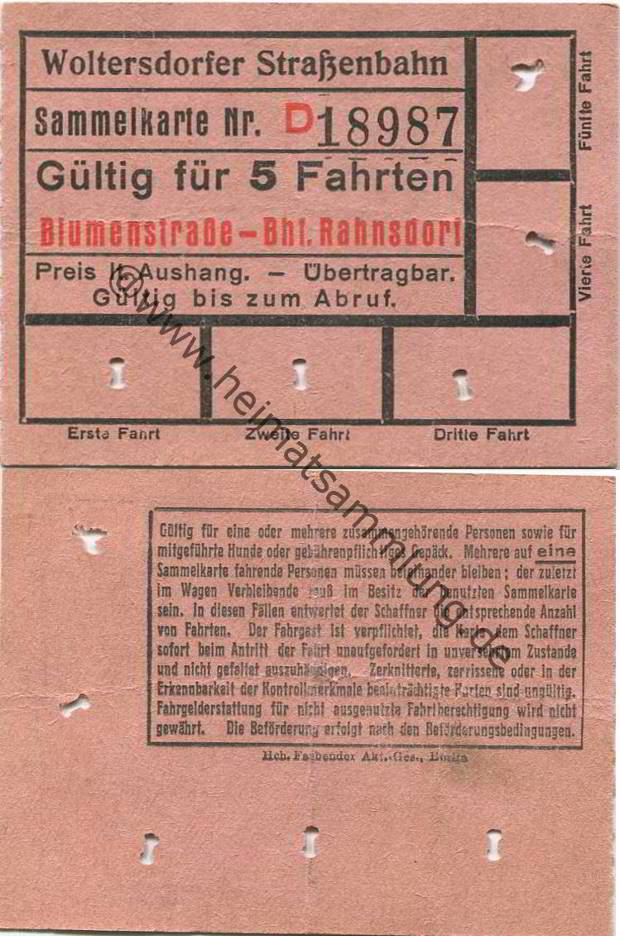 Woltersdorfer Straßenbahn
Sammelkarte Nr. D 18987
Gültig für 5 Fahrten
Blumenstraße – Bhf. Rahnsdorf
Preis lt. Aushang. – Übertragbar.
Gültig bis zum Abruf.
Fünfte Fahrt
Vierte Fahrt
Erste Fahrt
Zweite Fahrt
Dritte Fahrt
@www.heimatsammlung.de
Gültig für eine oder mehrere zusammengehörende Personen sowie für
mitgeführte Hunde oder gebührenpflichtiges Gepäck. Mehrere auf eine
Sammelkarte fahrende Personen müssen beieinander bleiben; der zuletzt
im Wagen Verbleibende muß im Besitz der benutzten Sammelkarte
sein. In diesen Fällen entwertet der Schaffner die entsprechende Anzahl
von Fahrten. Der Fahrgast ist verpflichtet, die Karte dem Schaffner
sofort beim Antritt der Fahrt unaufgefordert in unversehrtem Zustande
und nicht gefaltet auszuhändigen. Zerknitterte, zerrissene oder in der
Erkennbarkeit der Kontrollmerkmale beeinträchtigte Karten sind ungültig.
Fahrgelderstattung für nicht ausgenutzte Fahrtberechtigung wird nicht
gewährt. Die Beförderung erfolgt nach den Beförderungsbedingungen.
Hch. Faßbender Akt.-Ges., Berlin